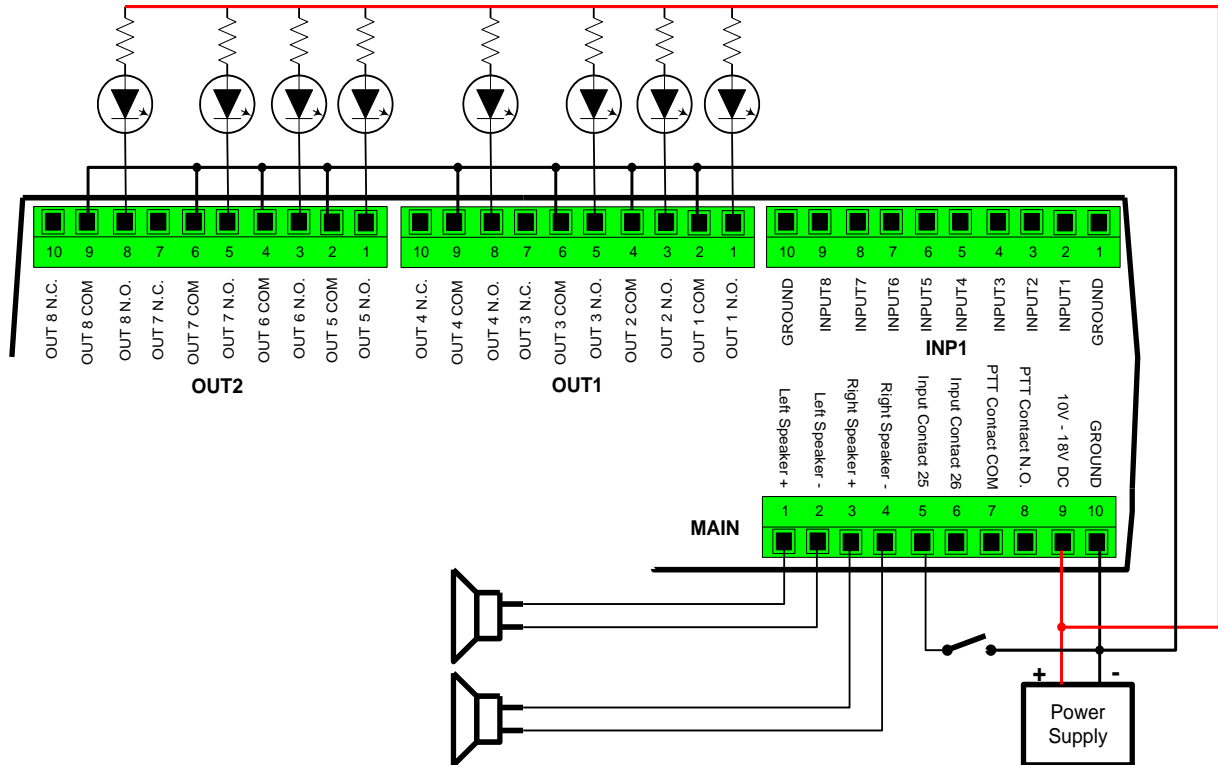 10 9 8 7 6 5 4 3 2 1
OUT 8 N.C.
OUT 8 COM
OUT 8 N.O.
OUT 7 N.C.
OUT 7 COM
OUT 7 N.O.
OUT 6 COM
OUT 6 N.O.
OUT 5 COM
OUT 5 N.O.
OUT2
10 9 8 7 6 5 4 3 2 1
OUT 4 N.C.
OUT 4 COM
OUT 4 N.O.
OUT 3 N.C.
OUT 3 COM
OUT 3 N.O.
OUT 2 COM
OUT 2 N.O.
OUT 1 COM
OUT 1 N.O.
OUT1
10 9 8 7 6 5 4 3 2 1
GROUND
INPUT8
INPUT7
INPUT6
INPUT5
INPUT4
INPUT3
INPUT2
INPUT1
GROUND
INP1
Left Speaker +
Left Speaker -
Right Speaker +
Right Speaker -
Input Contact 25
Input Contact 26
PTT Contact COM
PTT Contact N.O.
10V - 18V DC
GROUND
MAIN
1 2 3 4 5 6 7 8 9 10
+ -
Power
Supply